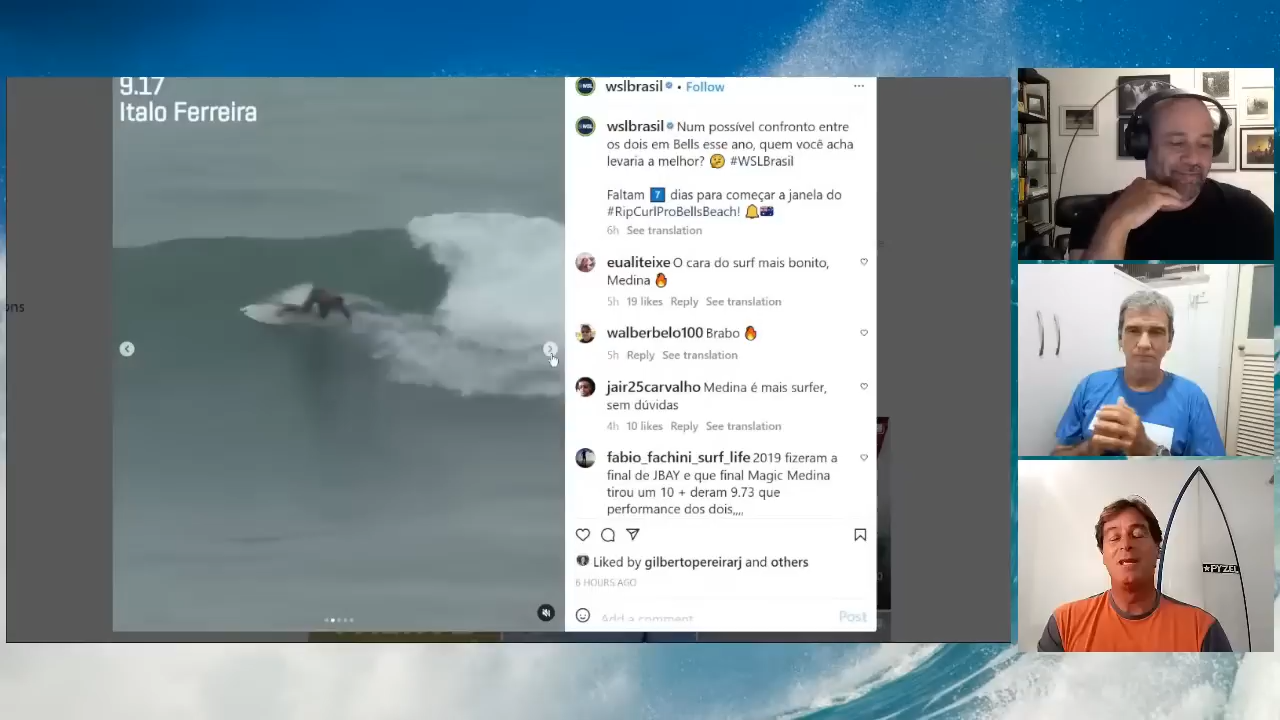 9.17
Italo Ferreira
wslbrasil • Follow
wslbrasil Num possível confronto entre
os dois em Bells esse ano, quem você acha
levaria a melhor? 🤔 #WSLBrasil
Faltam 7️⃣ dias para começar a janela do
#RipCurlProBellsBeach! 🔔🇦🇺
6h See translation
eualiteixe O cara do surf mais bonito,
Medina 🔥
5h 19 likes Reply See translation
walberbelo100 Brabo 🔥
5h Reply See translation
jair25carvalho Medina é mais surfer,
sem dúvidas
4h 10 likes Reply See translation
fabio_fachini_surf_life 2019 fizeram a
final de JBAY e que final Magic Medina
tirou um 10 + deram 9.73 que
performance dos dois,,,,
Liked by gilbertopereirarj and others
6 HOURS AGO
Add a comment
Post
ons
★PYZEL